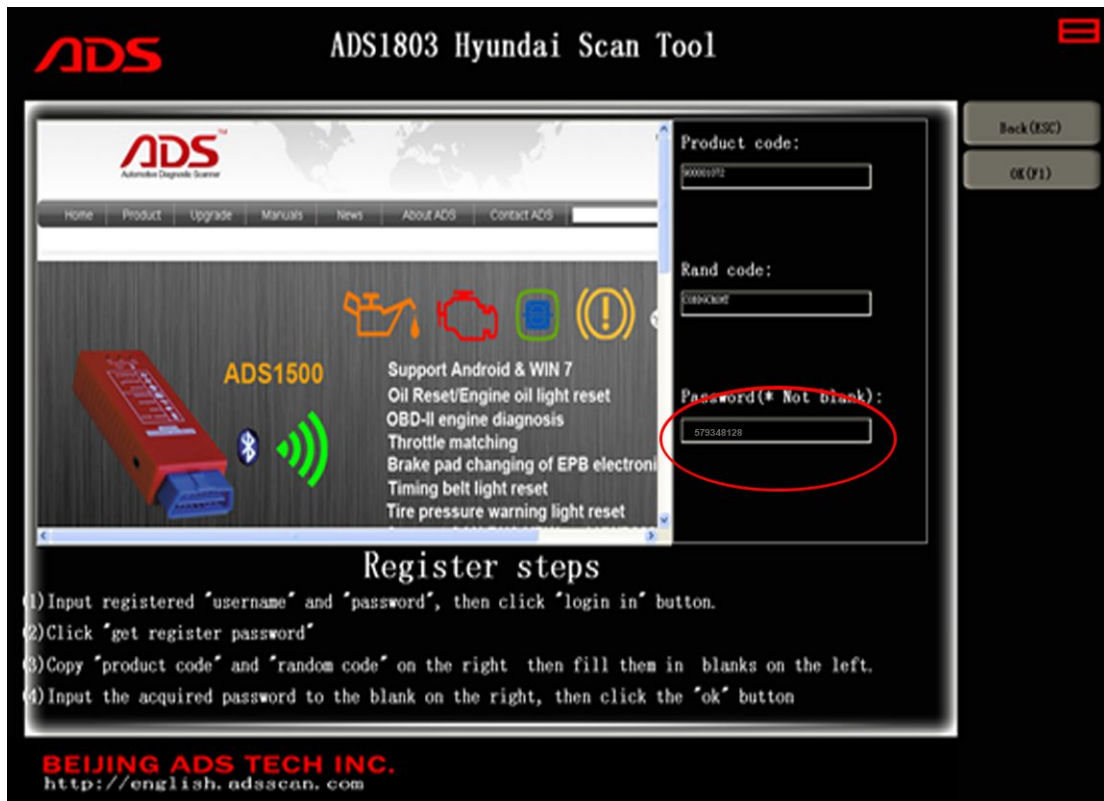 ADS
ADS1803 Hyundai Scan Tool
ADS™
Automotive Diagnostic Scanner
Home Product Upgrade Manuals News About ADS Contact ADS
ADS1500
Support Android & WIN 7
Oil Reset/Engine oil light reset
OBD-II engine diagnosis
Throttle matching
Brake pad changing of EPB electroni
Timing belt light reset
Tire pressure warning light reset
Product code:
900001072
Rand code:
Password(* Not blank):
579348128
Back(ESC)
OK(F1)
Register steps
(1)Input registered "username" and "password", then click "login in" button.
(2)Click "get register password"
(3)Copy "product code" and "random code" on the right then fill them in blanks on the left.
(4)Input the acquired password to the blank on the right, then click the "ok" button
BEIJING ADS TECH INC.
http://english.adsscan.com